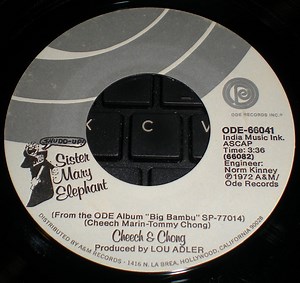 ODE RECORDS INC.
ODE-66041
India Music Ink.
ASCAP
Time: 3:36
(66082)
Engineer:
Norm Kinney
℗1972 A&M/
Ode Records
Sister
Mary
Elephant
(From the ODE Album "Big Bambu" SP-77014)
(Cheech Marin-Tommy Chong)
Cheech & Chong
Produced by LOU ADLER
DISTRIBUTED BY A&M RECORDS - 1416 N. LA BREA, HOLLYWOOD, CALIFORNIA 90028
K C V